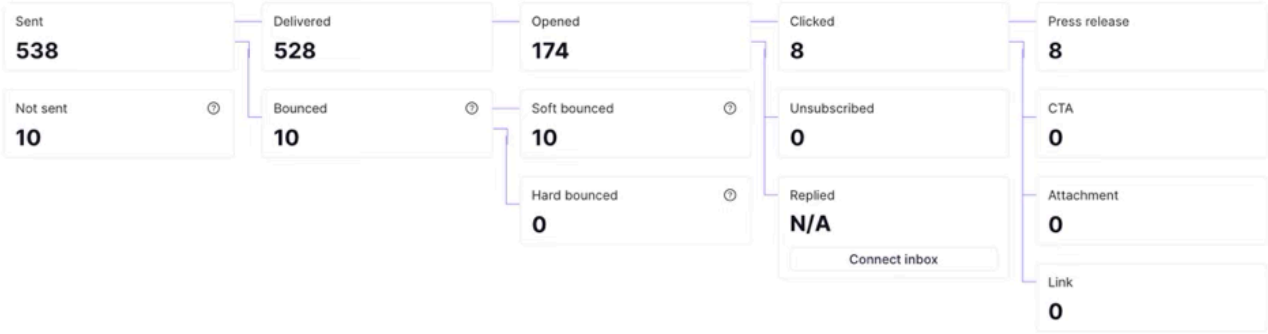 Sent
538
Delivered
528
Opened
174
Clicked
8
Press release
8
Not sent
10
Bounced
10
Soft bounced
10
Unsubscribed
0
CTA
0
Hard bounced
0
Replied
N/A
Connect inbox
Attachment
0
Link
0